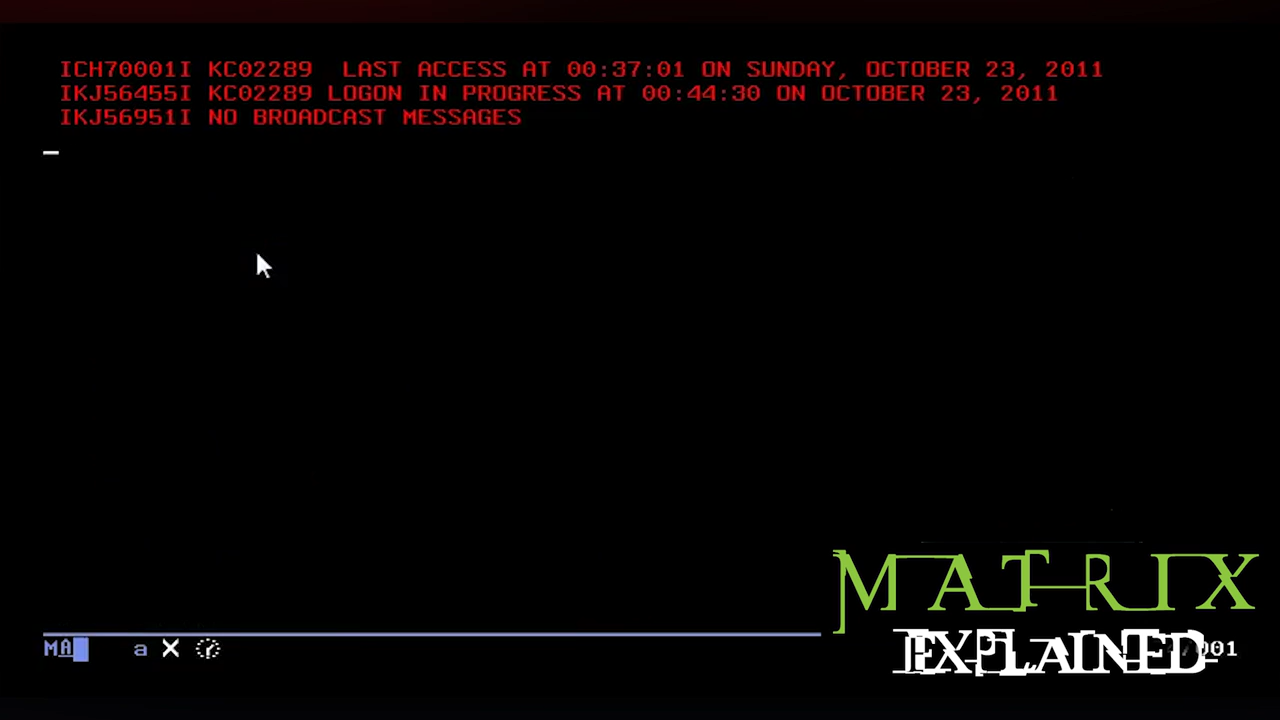 ICH70001I KC02289  LAST ACCESS AT 00:37:01 ON SUNDAY, OCTOBER 23, 2011
IKJ56455I KC02289 LOGON IN PROGRESS AT 00:44:30 ON OCTOBER 23, 2011
IKJ56951I NO BROADCAST MESSAGES
MATRIX
EXPLAINED
MA a X
001